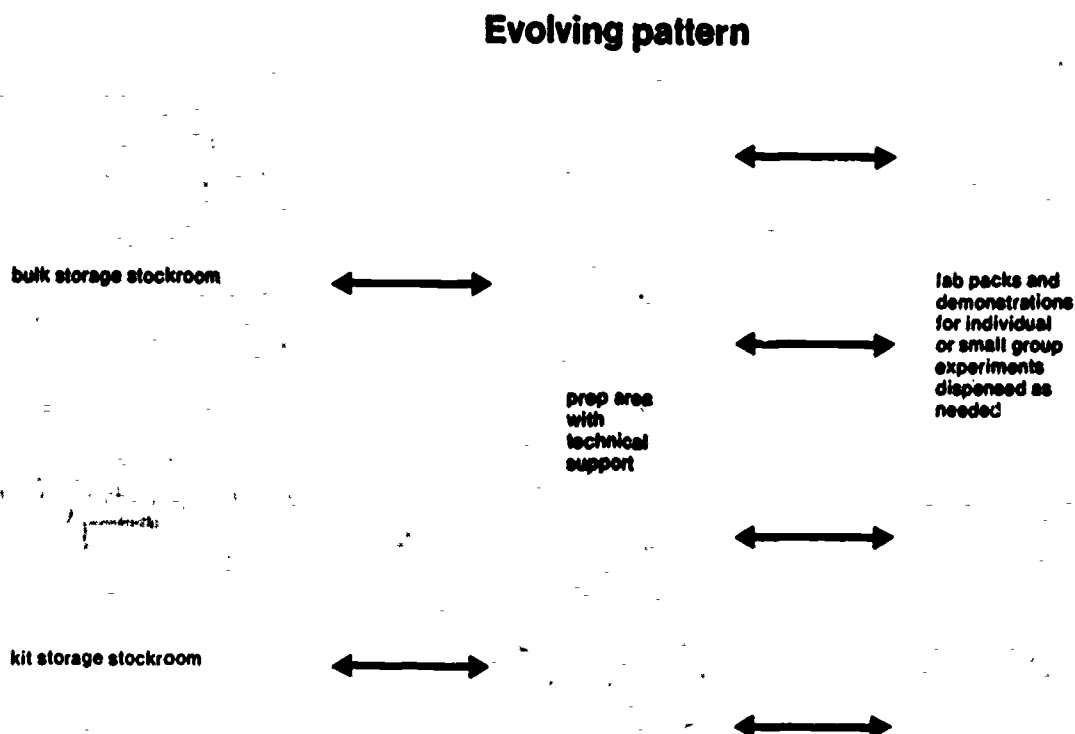 Evolving pattern
bulk storage stockroom
kit storage stockroom
prep area
with
technical
support
lab packs and
demonstrations
for individual
or small group
experiments
dispensed as
needed